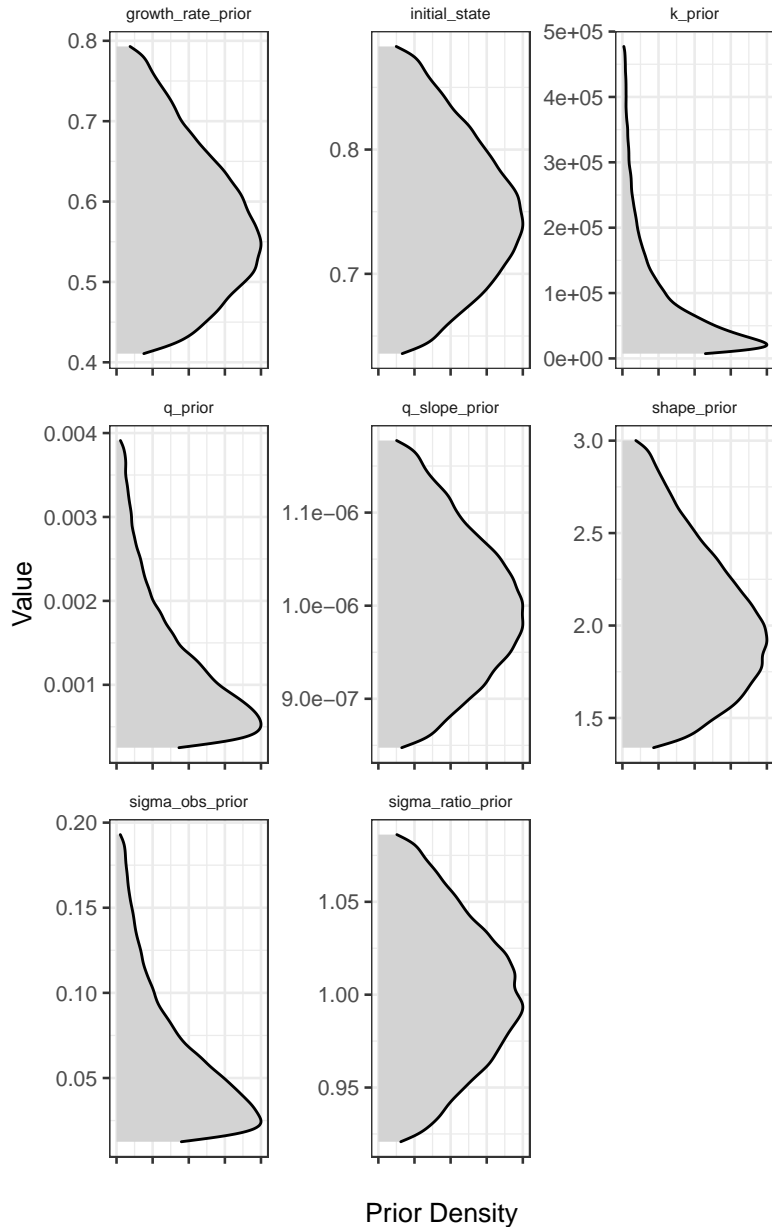 growth_rate_prior
initial_state
k_prior
0.8
0.7
0.6
0.5
0.4
0.8
0.7
5e+05
4e+05
3e+05
2e+05
1e+05
0e+00
q_prior
q_slope_prior
shape_prior
0.004
0.003
0.002
0.001
1.1e−06
1.0e−06
9.0e−07
3.0
2.5
2.0
1.5
Value
sigma_obs_prior
sigma_ratio_prior
0.20
0.15
0.10
0.05
1.05
1.00
0.95
Prior Density